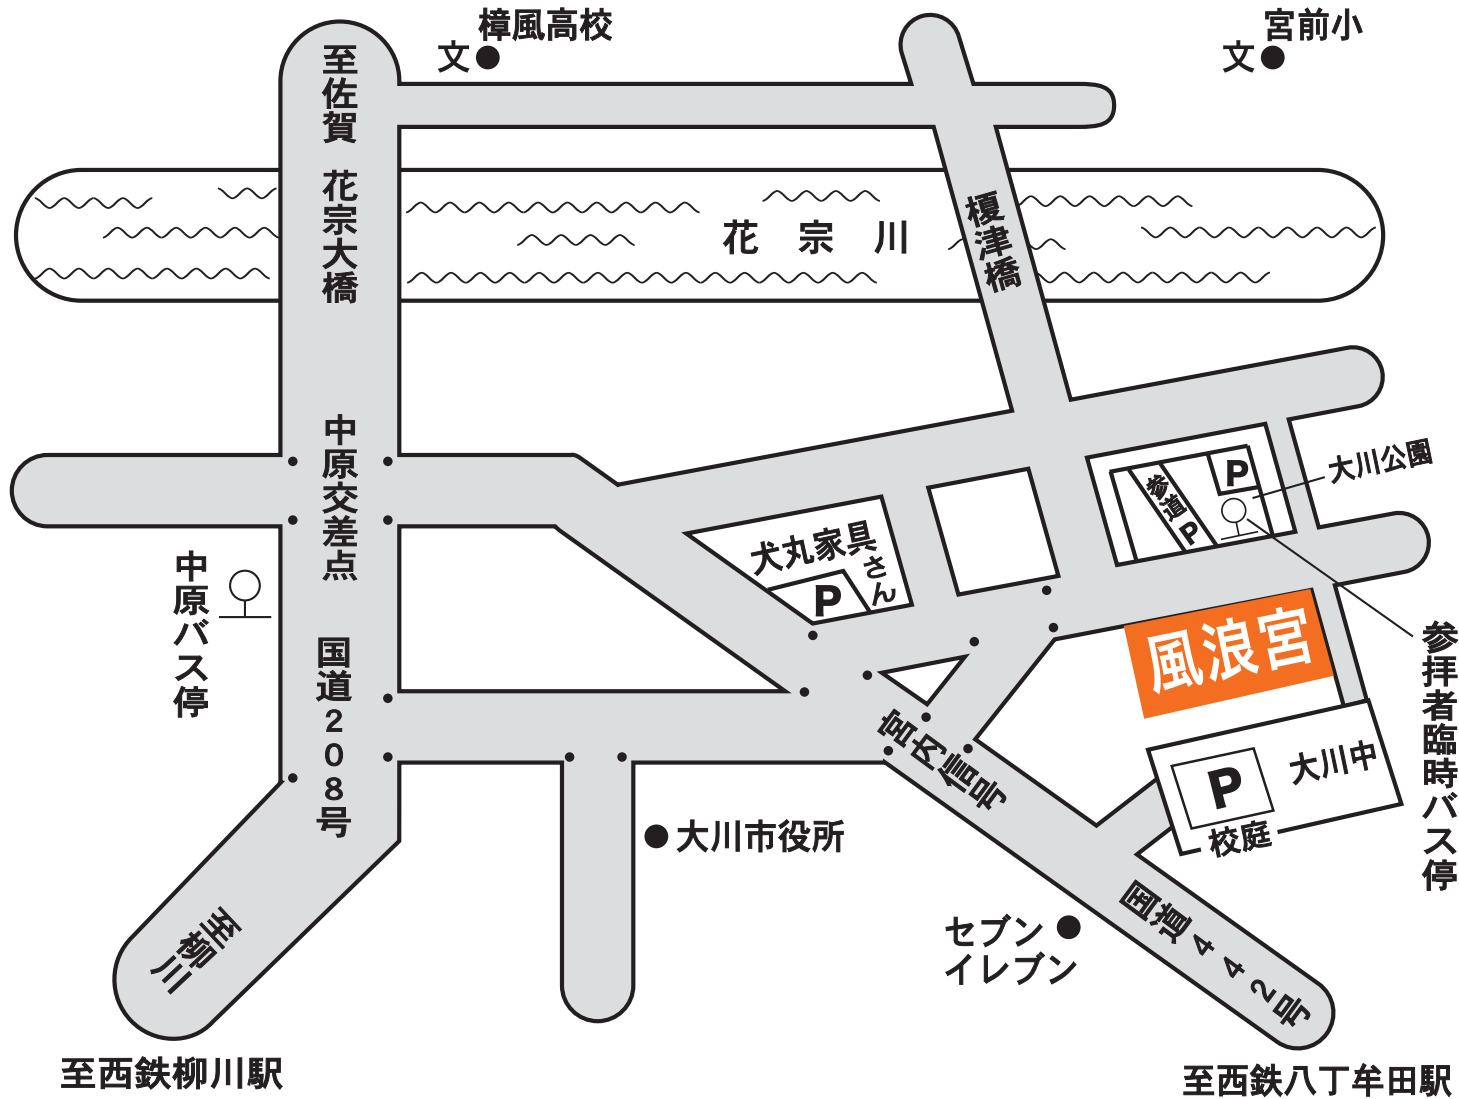 樟風高校
文
宮前小
文
至佐賀
花宗大橋
花宗川
榎津橋
中原交差点
大川公園
参道P
P
犬丸家具さん
P
中原バス停
国道208号
風浪宮
参拝者臨時バス停
宮内信号
大川中
P
校庭
大川市役所
国道442号
セブン
イレブン
至柳川
至西鉄柳川駅
至西鉄八丁牟田駅